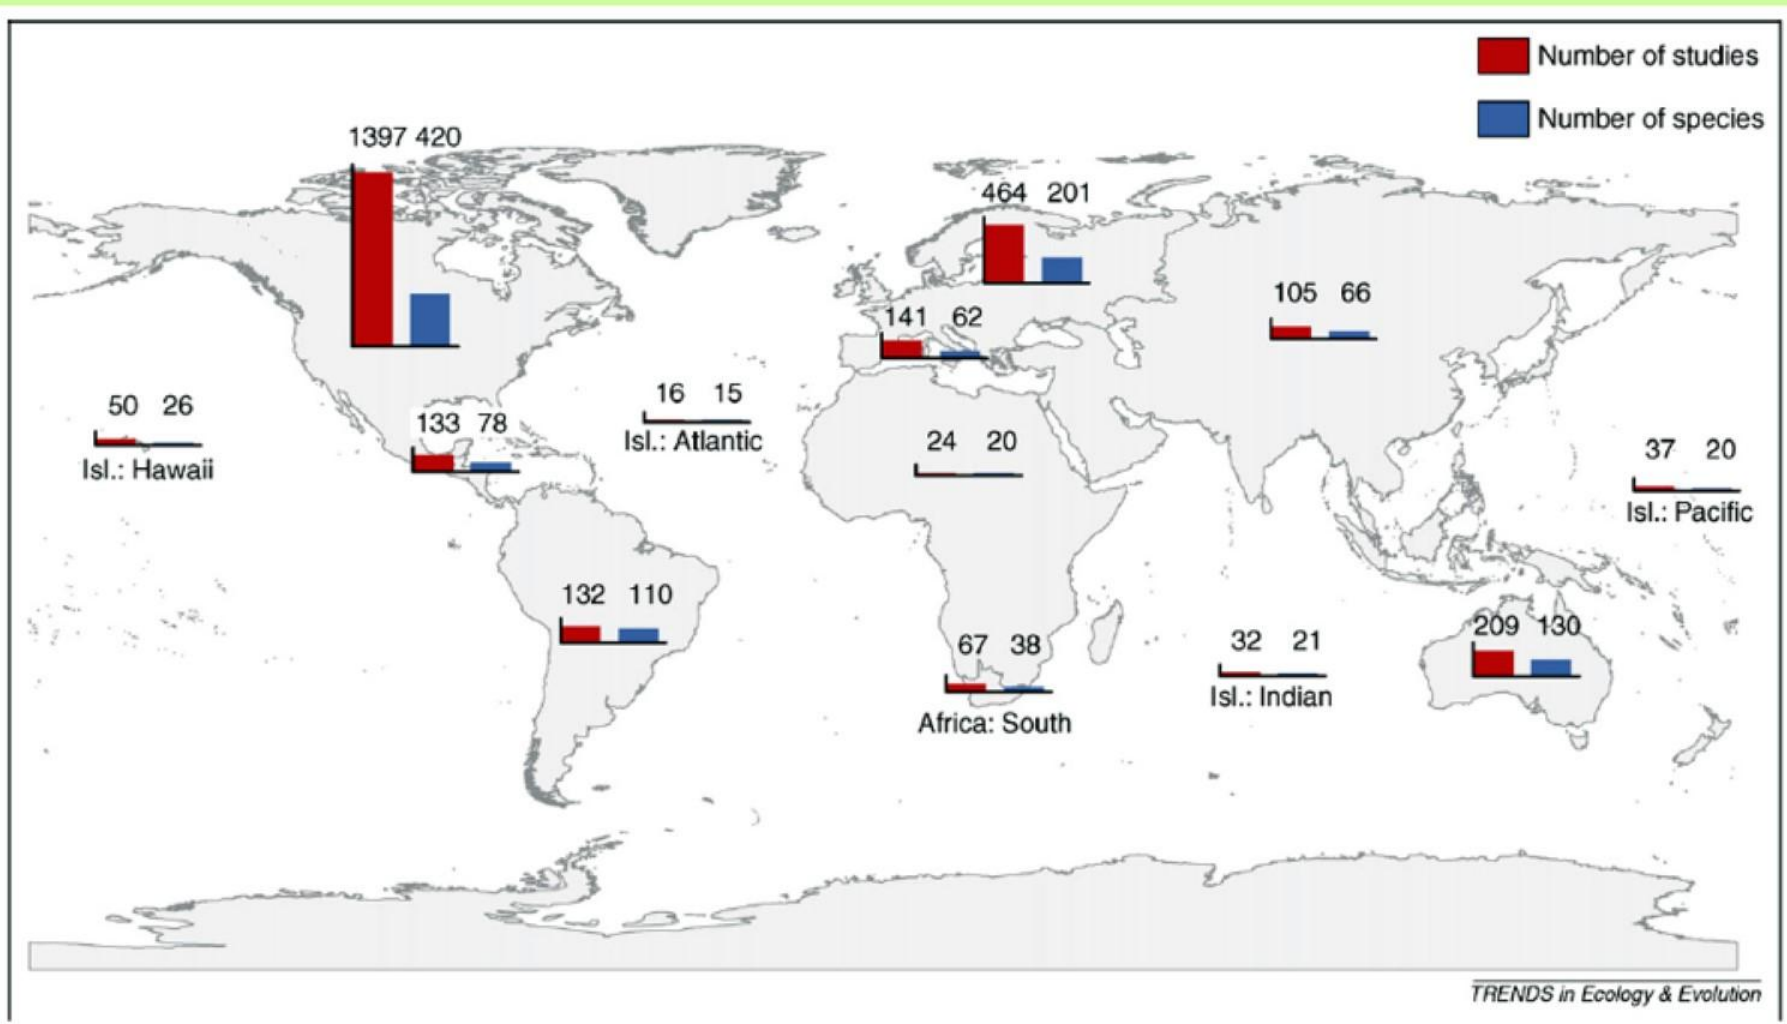 Number of studies
Number of species
1397 420
464 201
105 66
141 62
50 26
Isl.: Hawaii
133 78
16 15
Isl.: Atlantic
24 20
37 20
Isl.: Pacific
132 110
67 38
Africa: South
32 21
Isl.: Indian
209 130
TRENDS in Ecology & Evolution